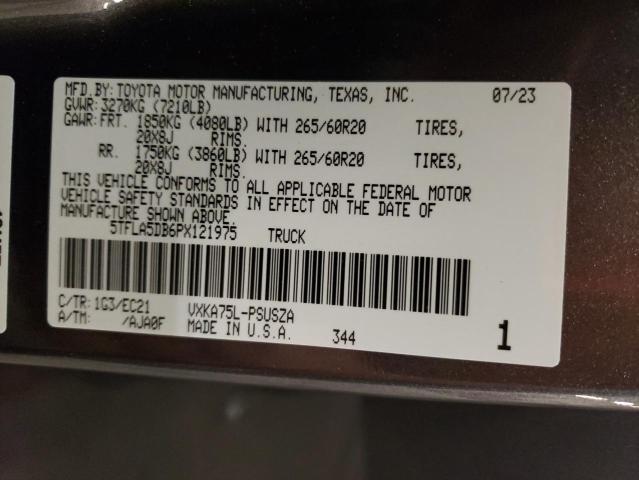 MFD.BY: TOYOTA MOTOR MANUFACTURING, TEXAS, INC. 07/23
GVWR: 3270KG (7210LB)
GAWR: FRT. 1850KG (4080LB) WITH 265/60R20 TIRES,
20X8J RIMS.
RR. 1750KG (3860LB) WITH 265/60R20 TIRES,
20X8J RIMS.
THIS VEHICLE CONFORMS TO ALL APPLICABLE FEDERAL MOTOR
VEHICLE SAFETY STANDARDS IN EFFECT ON THE DATE OF
MANUFACTURE SHOWN ABOVE.
5TFLA5DB6PX121975 TRUCK
C/TR: 1G3/EC21 VXKA75L-PSUSZA
A/TM: /AJA0F MADE IN U.S.A. 344 1